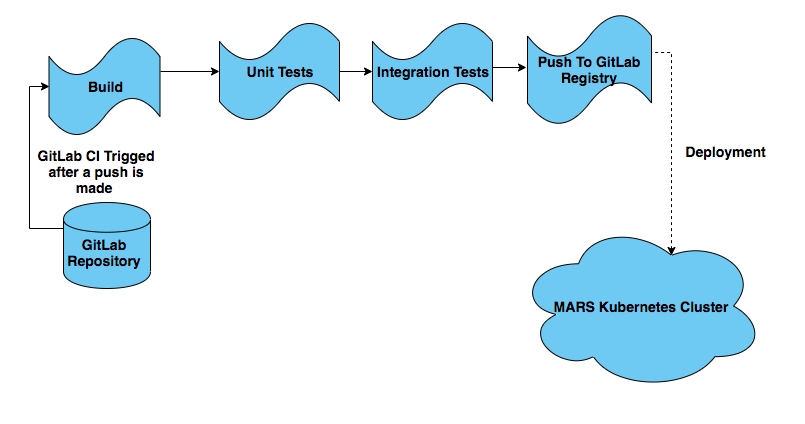 Build
Unit Tests
Integration Tests
Push To GitLab
Registry
Deployment
GitLab CI Trigged
after a push is
made
GitLab
Repository
MARS Kubernetes Cluster